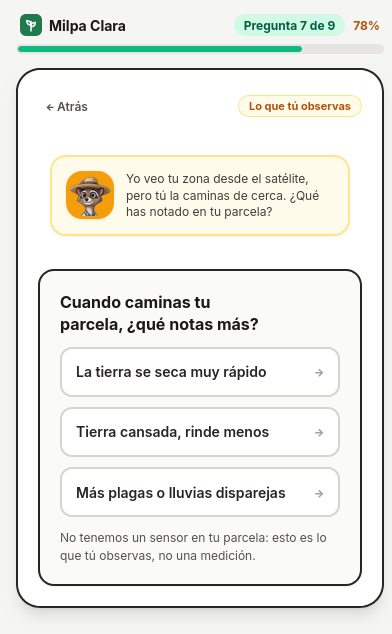 Milpa Clara
Pregunta 7 de 9
78%
← Atrás
Lo que tú observas
Yo veo tu zona desde el satélite,
pero tú la caminas de cerca. ¿Qué
has notado en tu parcela?
Cuando caminas tu
parcela, ¿qué notas más?
La tierra se seca muy rápido →
Tierra cansada, rinde menos →
Más plagas o lluvias disparejas →
No tenemos un sensor en tu parcela: esto es lo
que tú observas, no una medición.